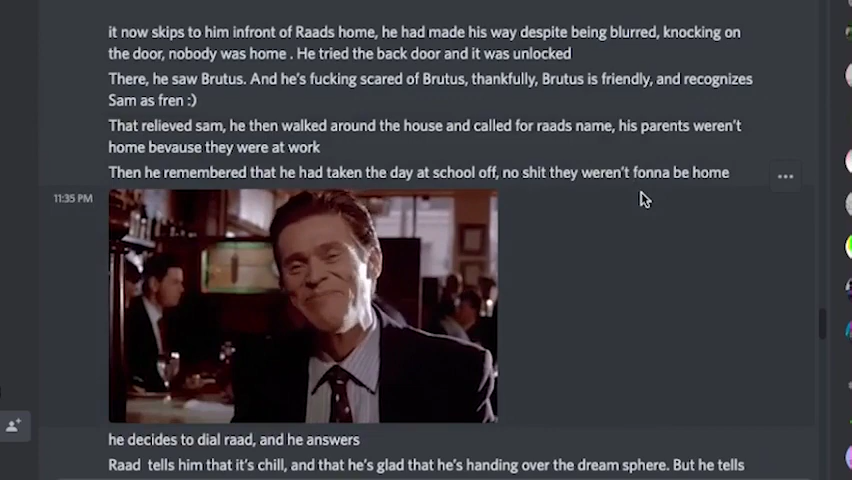 it now skips to him infront of Raads home, he had made his way despite being blurred, knocking on
the door, nobody was home . He tried the back door and it was unlocked
There, he saw Brutus. And he's fucking scared of Brutus, thankfully, Brutus is friendly, and recognizes
Sam as fren :)
That relieved sam, he then walked around the house and called for raads name, his parents weren't
home bevause they were at work
Then he remembered that he had taken the day at school off, no shit they weren't fonna be home
11:35 PM
he decides to dial raad, and he answers
Raad  tells him that it's chill, and that he's glad that he's handing over the dream sphere. But he tells